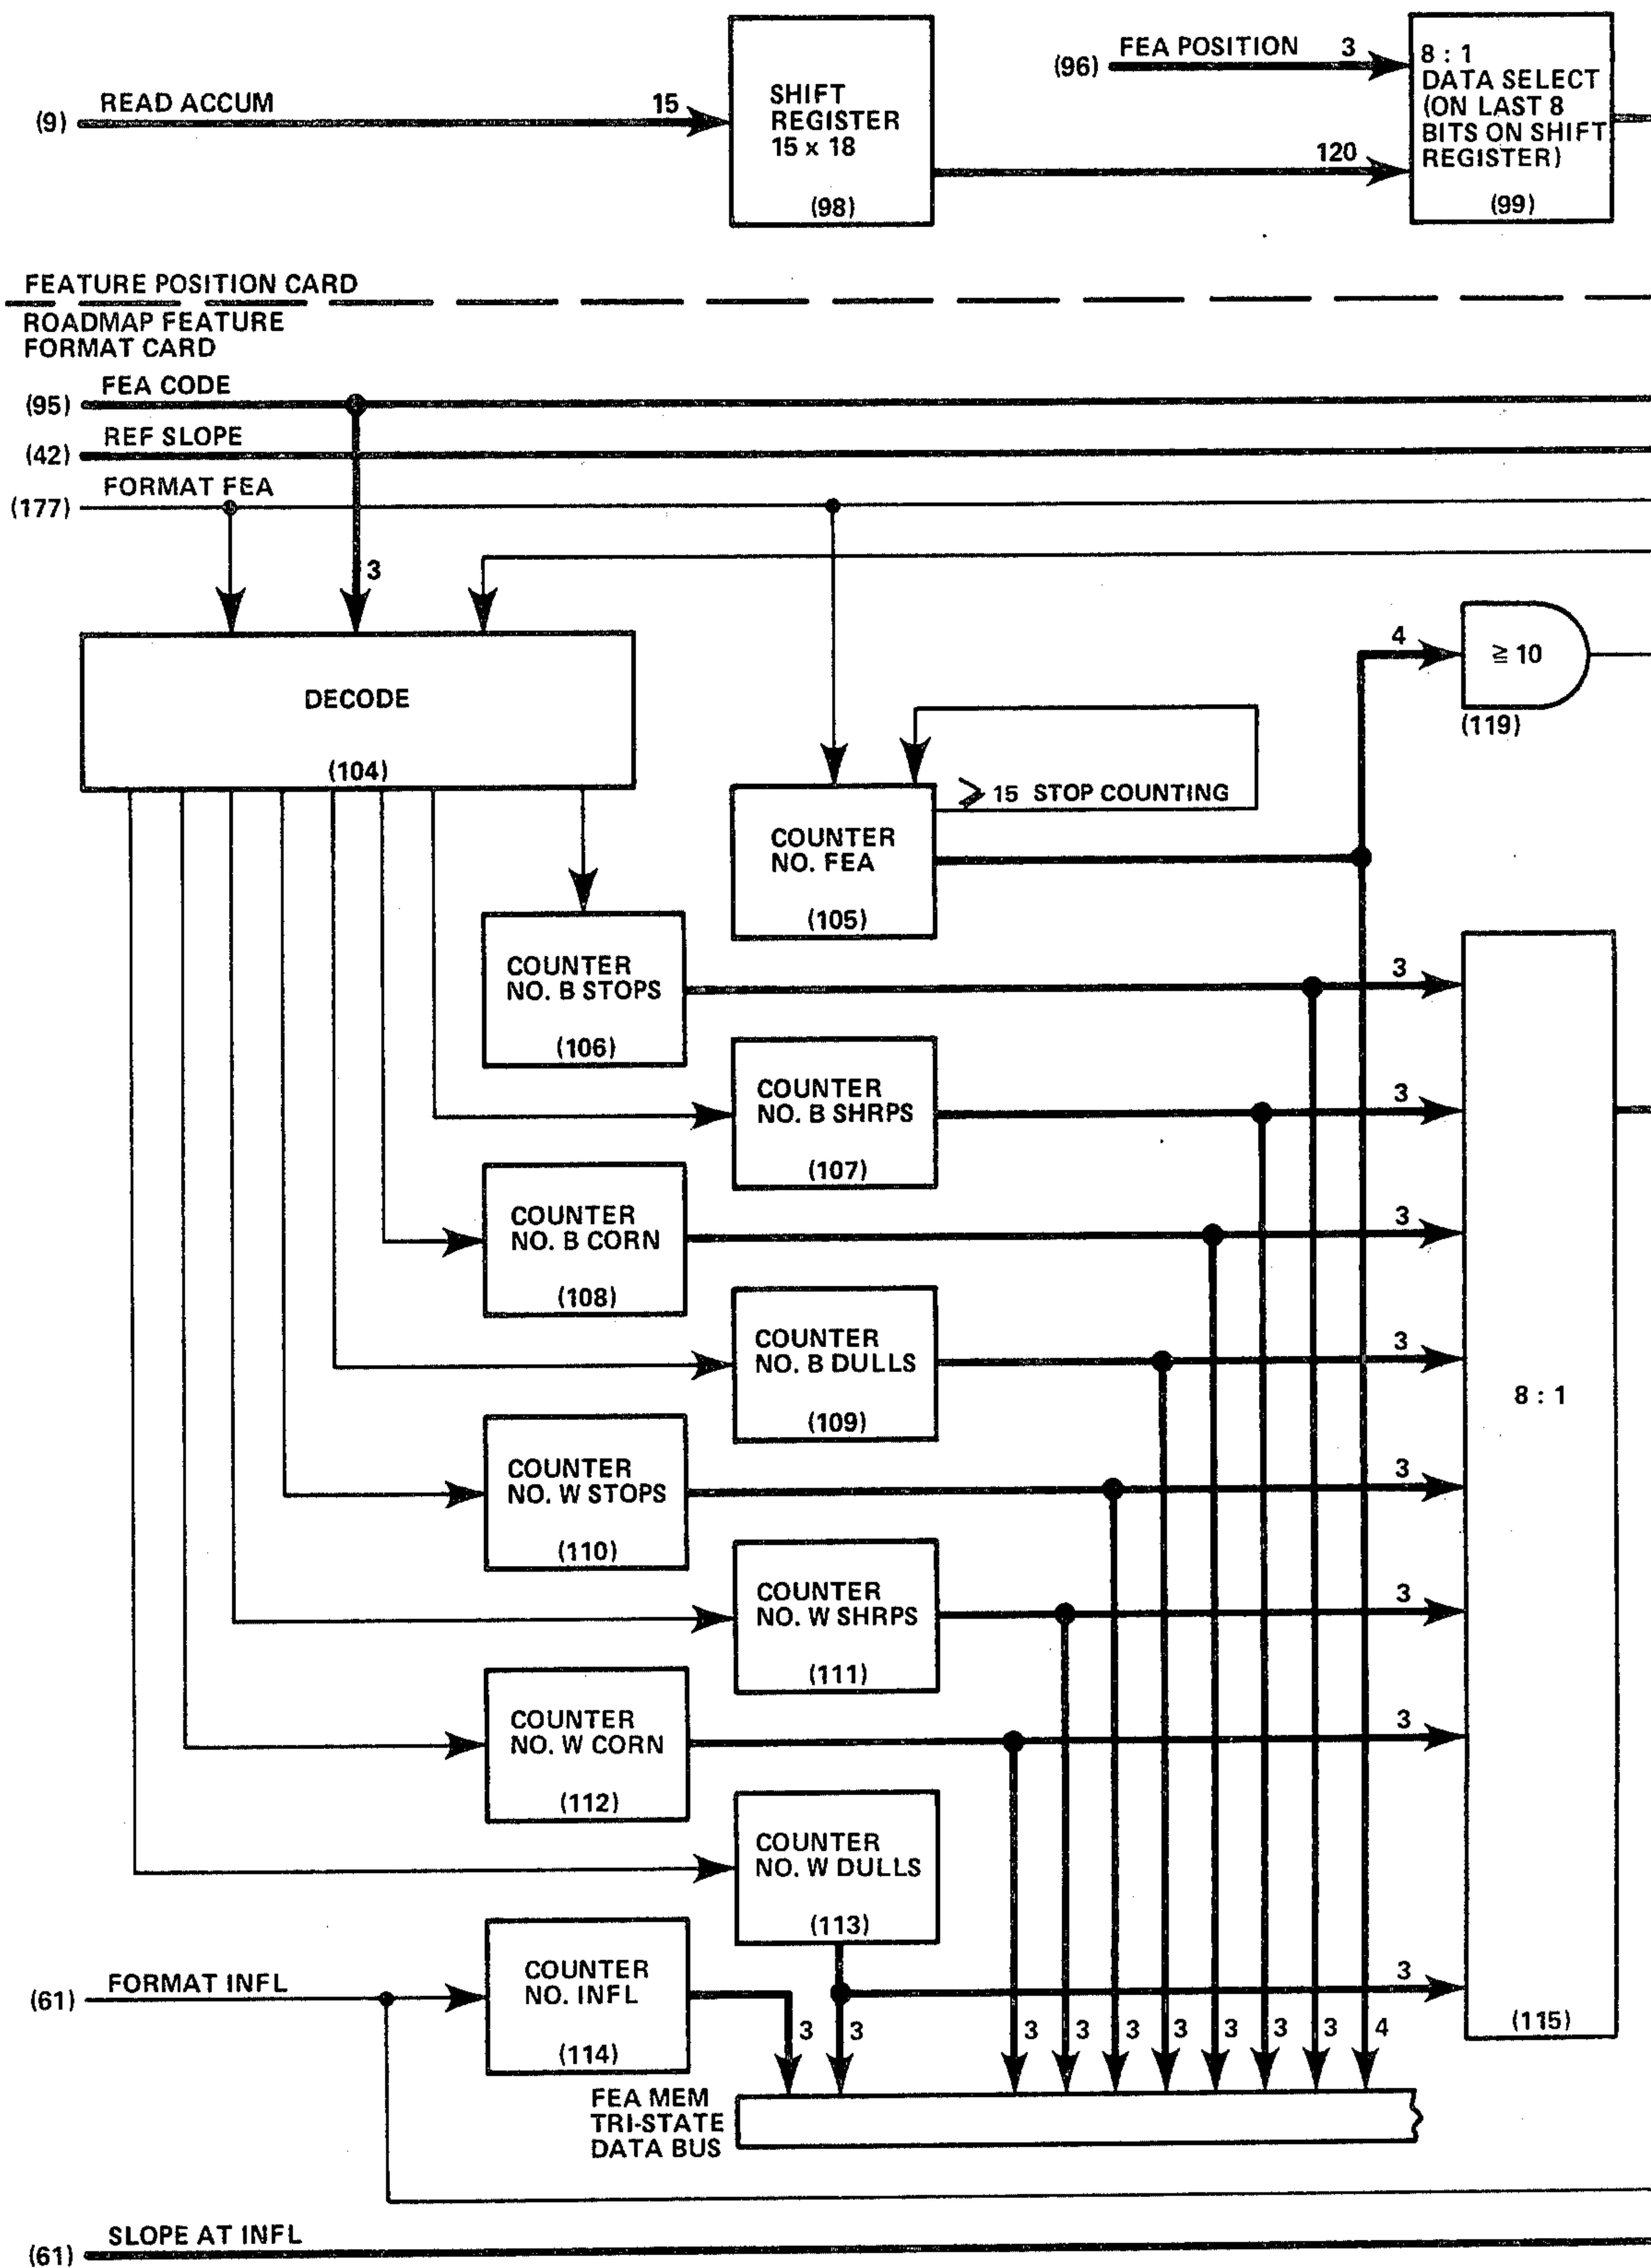 FEA POSITION 3
(96)
8 : 1
DATA SELECT
(ON LAST 8
BITS ON SHIFT
REGISTER)
(99)
READ ACCUM 15
(9)
SHIFT
REGISTER
15 x 18
(98)
120
FEATURE POSITION CARD
ROADMAP FEATURE
FORMAT CARD
FEA CODE
(95)
REF SLOPE
(42)
FORMAT FEA
(177)
3
DECODE
(104)
4
≧ 10
(119)
> 15 STOP COUNTING
COUNTER
NO. FEA
(105)
COUNTER
NO. B STOPS
(106)
3
COUNTER
NO. B SHRPS
(107)
3
COUNTER
NO. B CORN
(108)
3
COUNTER
NO. B DULLS
(109)
3
8 : 1
COUNTER
NO. W STOPS
(110)
3
COUNTER
NO. W SHRPS
(111)
3
COUNTER
NO. W CORN
(112)
3
COUNTER
NO. W DULLS
(113)
3
(115)
FORMAT INFL
(61)
COUNTER
NO. INFL
(114)
3 3 3 3 3 3 3 3 3 4
FEA MEM
TRI-STATE
DATA BUS
SLOPE AT INFL
(61)